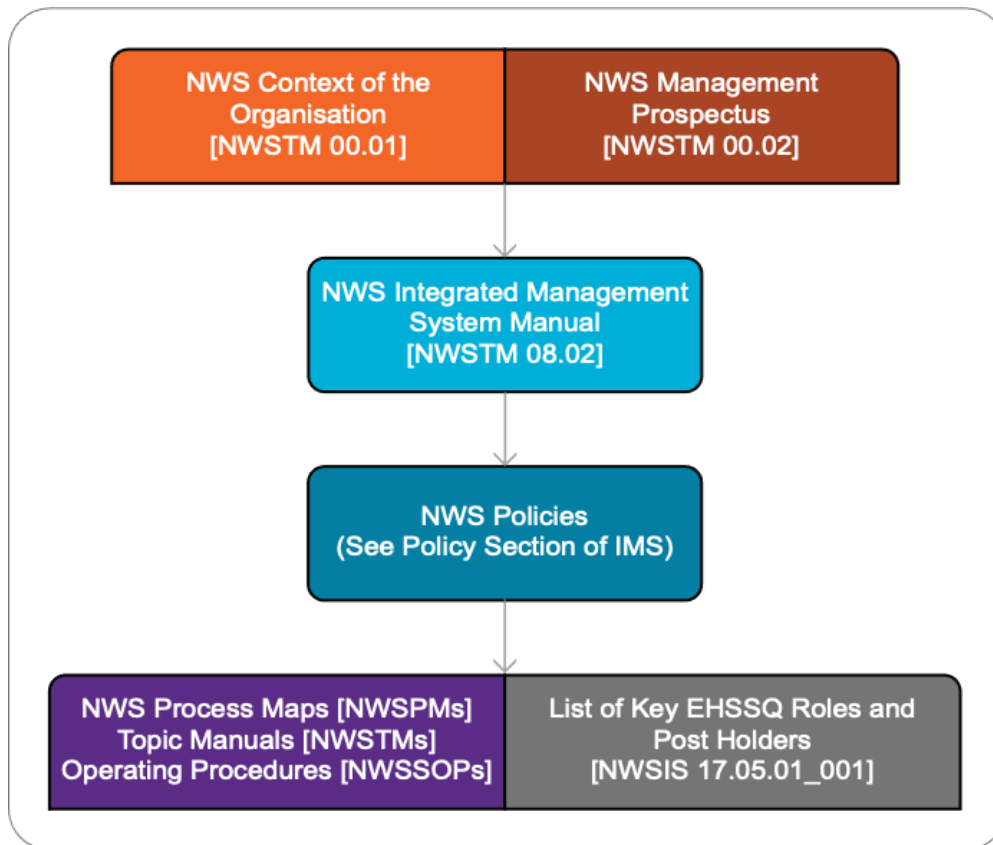 NWS Context of the
Organisation
[NWSTM 00.01]
NWS Management
Prospectus
[NWSTM 00.02]
NWS Integrated Management
System Manual
[NWSTM 08.02]
NWS Policies
(See Policy Section of IMS)
NWS Process Maps [NWSPMs]
Topic Manuals [NWSTMs]
Operating Procedures [NWSSOPs]
List of Key EHSSQ Roles and
Post Holders
[NWSIS 17.05.01_001]